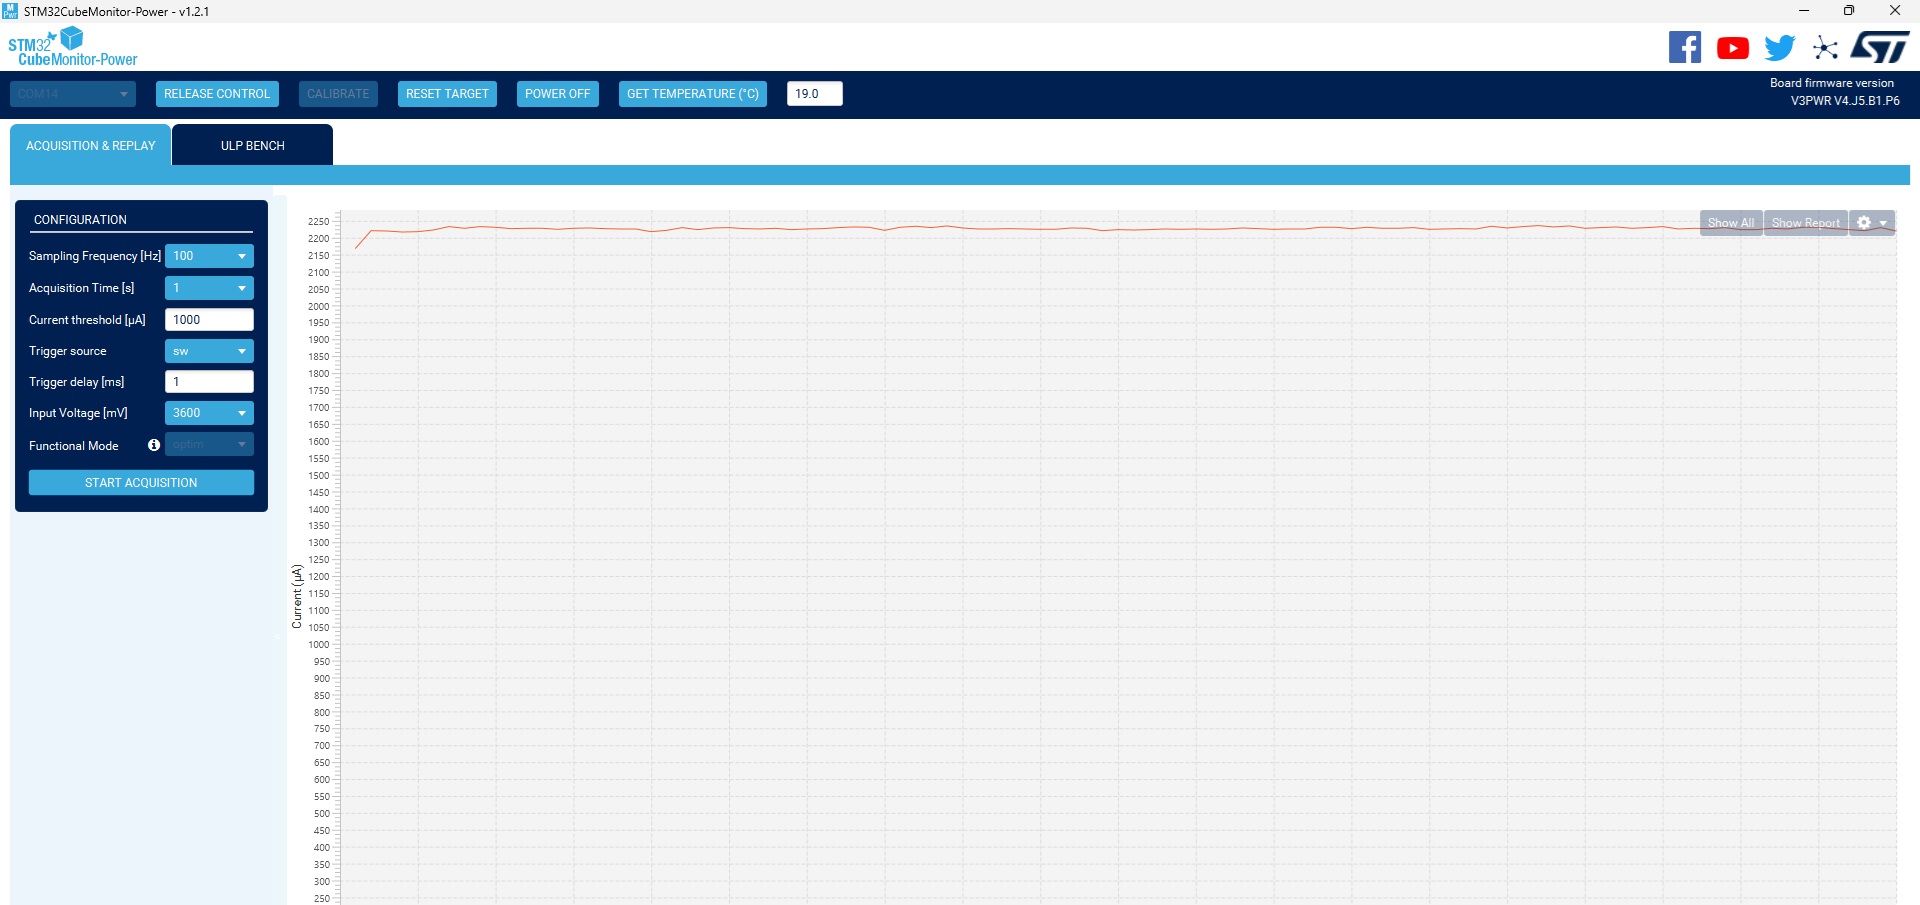 STM32CubeMonitor-Power - v1.2.1
STM32
CubeMonitor-Power
COM14
RELEASE CONTROL
CALIBRATE
RESET TARGET
POWER OFF
GET TEMPERATURE (°C)
19.0
Board firmware version
V3PWR V4.J5.B1.P6
ACQUISITION & REPLAY
ULP BENCH
CONFIGURATION
Sampling Frequency [Hz] 100
Acquisition Time [s] 1
Current threshold [µA] 1000
Trigger source sw
Trigger delay [ms] 1
Input Voltage [mV] 3600
Functional Mode optim
START ACQUISITION
Show All
Show Report
Current (µA)
2250
2200
2150
2100
2050
2000
1950
1900
1850
1800
1750
1700
1650
1600
1550
1500
1450
1400
1350
1300
1250
1200
1150
1100
1050
1000
950
900
850
800
750
700
650
600
550
500
450
400
350
300
250